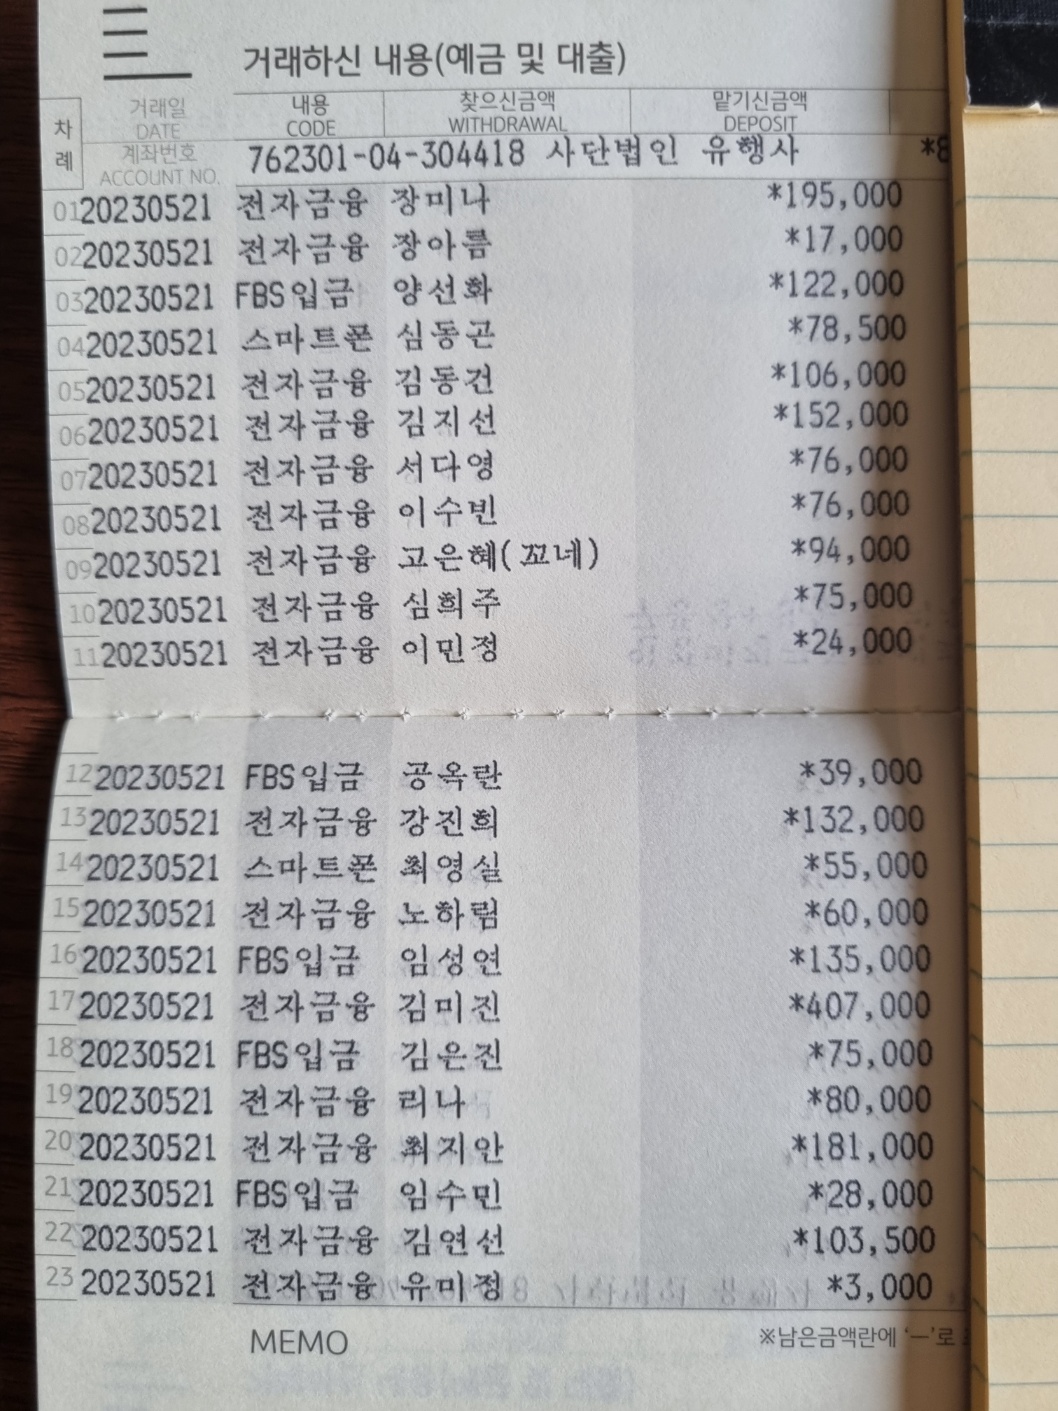 거래하신 내용(예금 및 대출)
차례 거래일 DATE 내용 CODE 찾으신금액 WITHDRAWAL 맡기신금액 DEPOSIT
계좌번호 ACCOUNT NO. 762301-04-304418 사단법인 유행사 *8
01 20230521 전자금융 장미나 *195,000
02 20230521 전자금융 장아름 *17,000
03 20230521 FBS입금 양선화 *122,000
04 20230521 스마트폰 심동곤 *78,500
05 20230521 전자금융 김동건 *106,000
06 20230521 전자금융 김지선 *152,000
07 20230521 전자금융 서다영 *76,000
08 20230521 전자금융 이수빈 *76,000
09 20230521 전자금융 고은혜(꼬네) *94,000
10 20230521 전자금융 심희주 *75,000
11 20230521 전자금융 이민정 *24,000
12 20230521 FBS입금 공옥란 *39,000
13 20230521 전자금융 강진희 *132,000
14 20230521 스마트폰 최영실 *55,000
15 20230521 전자금융 노하림 *60,000
16 20230521 FBS입금 임성연 *135,000
17 20230521 전자금융 김미진 *407,000
18 20230521 FBS입금 김은진 *75,000
19 20230521 전자금융 리나 *80,000
20 20230521 전자금융 최지안 *181,000
21 20230521 FBS입금 임수민 *28,000
22 20230521 전자금융 김연선 *103,500
23 20230521 전자금융 유미정 *3,000
MEMO ※남은금액란에 '－'로